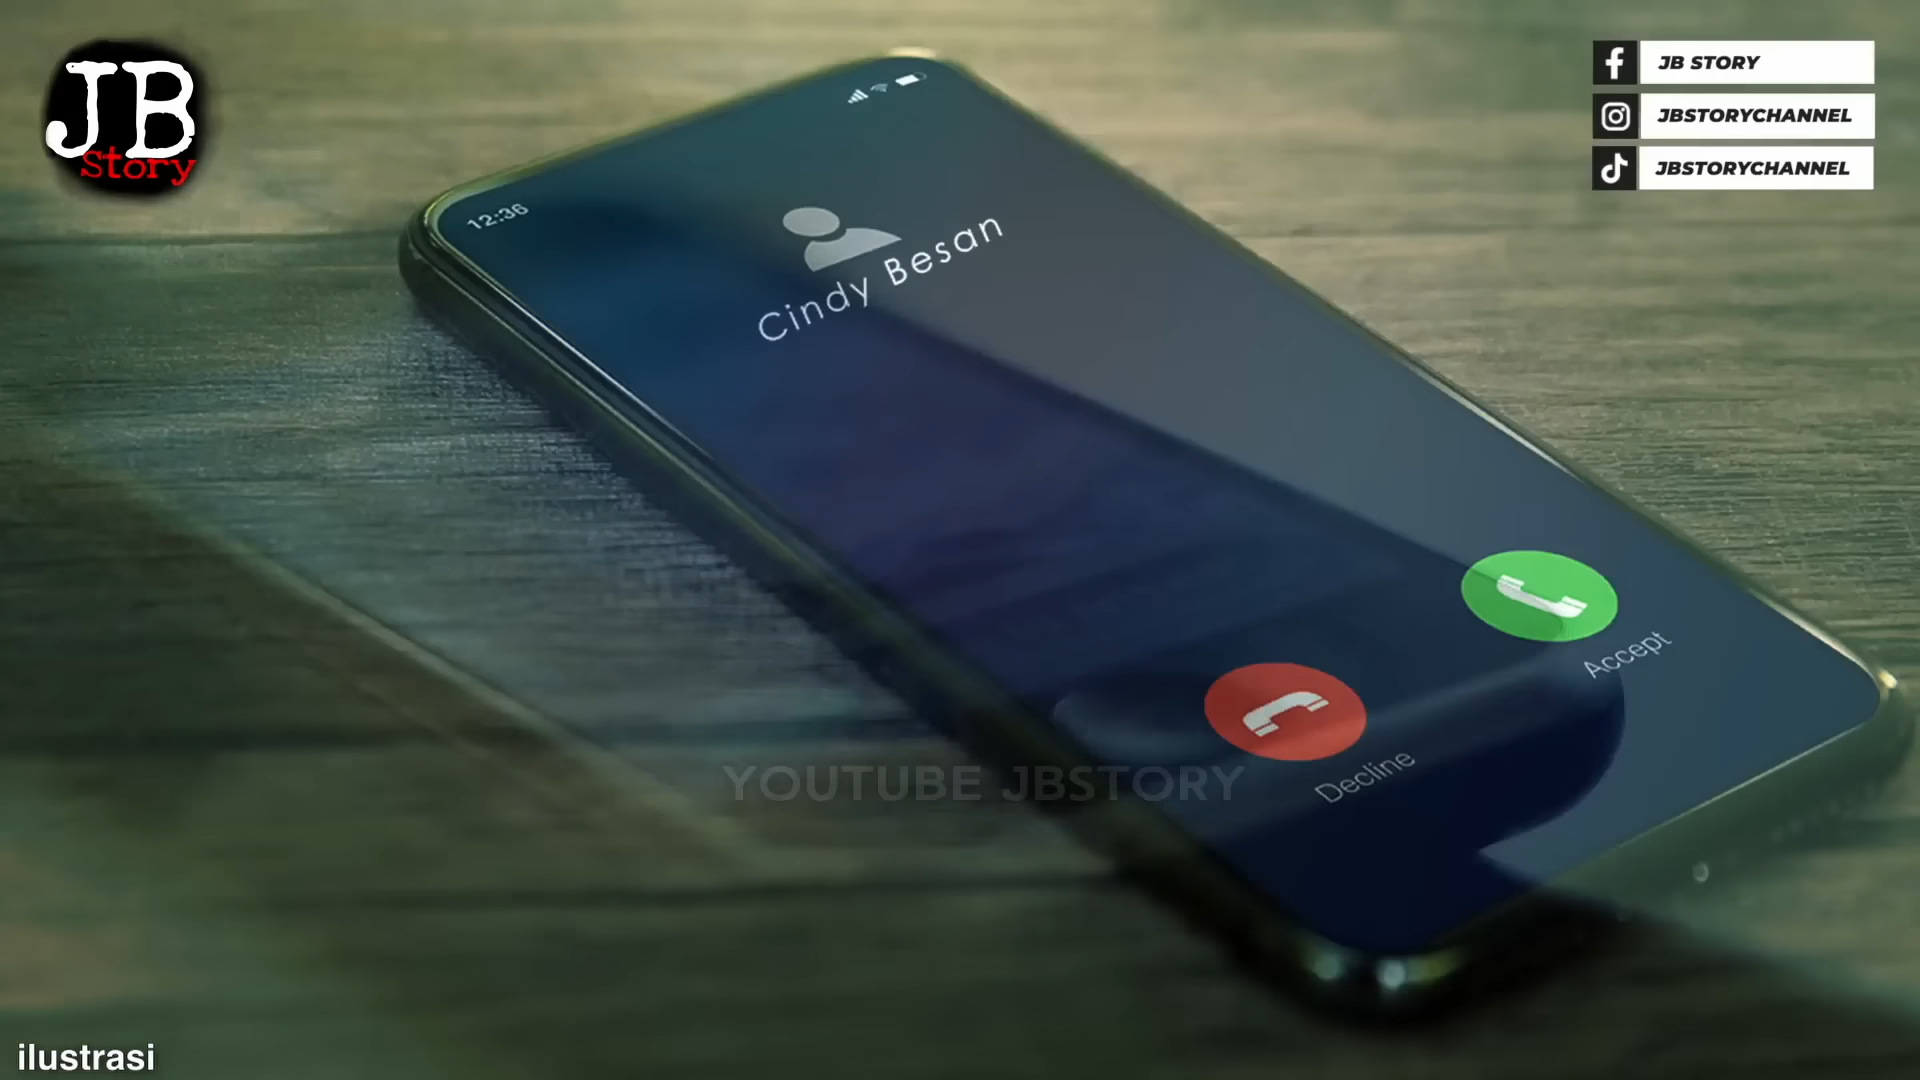 JB
Story
JB STORY
JBSTORYCHANNEL
JBSTORYCHANNEL
12:36
Cindy Besan
Accept
Decline
YOUTUBE JBSTORY
ilustrasi